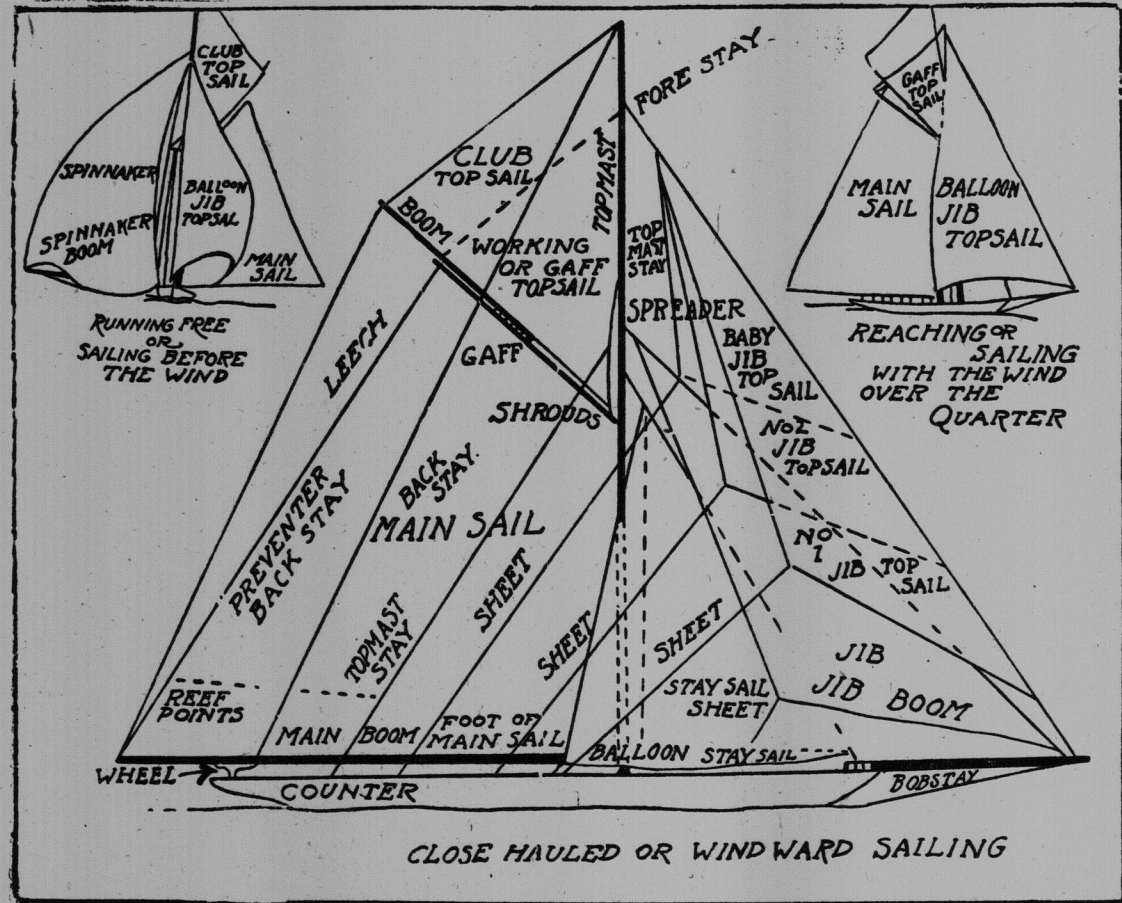 CLUB
TOP
SAIL
SPINNAKER
BALLOON
JIB
TOPSAL
SPINNAKER
BOOM
MAIN
SAIL
RUNNING FREE
OR
SAILING BEFORE
THE WIND
GAFF
TOP
SAIL
MAIN
SAIL
BALLOON
JIB
TOPSAIL
REACHING OR
SAILING
WITH THE WIND
OVER THE
QUARTER
FORE STAY
CLUB
TOP SAIL
TOPMAST
BOOM
WORKING
OR GAFF
TOPSAIL
TOP
MAST
STAY
SPREADER
LEECH
GAFF
SHROUDS
BABY
JIB
TOP
SAIL
NO 2
JIB
TOPSAIL
PREVENTER
BACK STAY
BACK
STAY.
MAIN SAIL
NO
1
JIB TOP
SAIL
TOPMAST
STAY
SHEET
SHEET
SHEET
JIB
JIB BOOM
STAY SAIL
SHEET
REEF
POINTS
MAIN BOOM
FOOT OF
MAIN SAIL
BALLOON STAY SAIL
WHEEL
COUNTER
BOBSTAY
CLOSE HAULED OR WINDWARD SAILING